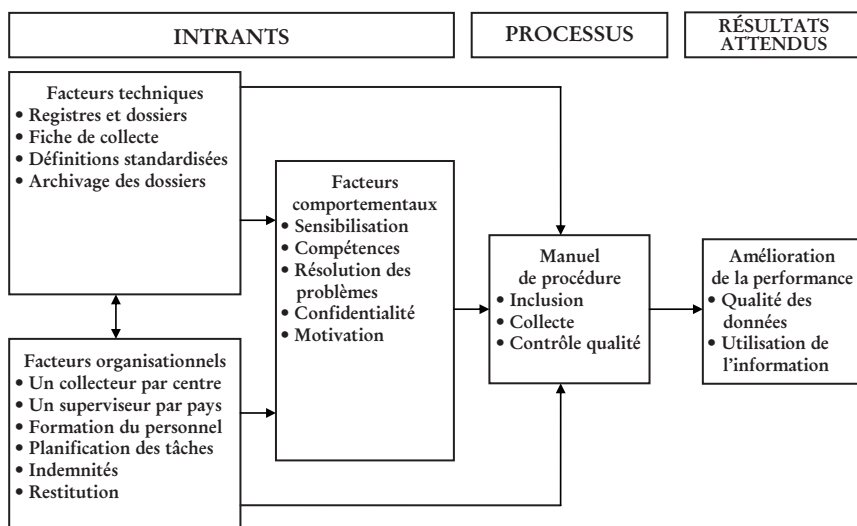 INTRANTS
PROCESSUS
RÉSULTATS
ATTENDUS
Facteurs techniques
• Registres et dossiers
• Fiche de collecte
• Définitions standardisées
• Archivage des dossiers
Facteurs organisationnels
• Un collecteur par centre
• Un superviseur par pays
• Formation du personnel
• Planification des tâches
• Indemnités
• Restitution
Facteurs
comportementaux
• Sensibilisation
• Compétences
• Résolution des
problèmes
• Confidentialité
• Motivation
Manuel
de procédure
• Inclusion
• Collecte
• Contrôle qualité
Amélioration
de la performance
• Qualité des
données
• Utilisation de
l’information